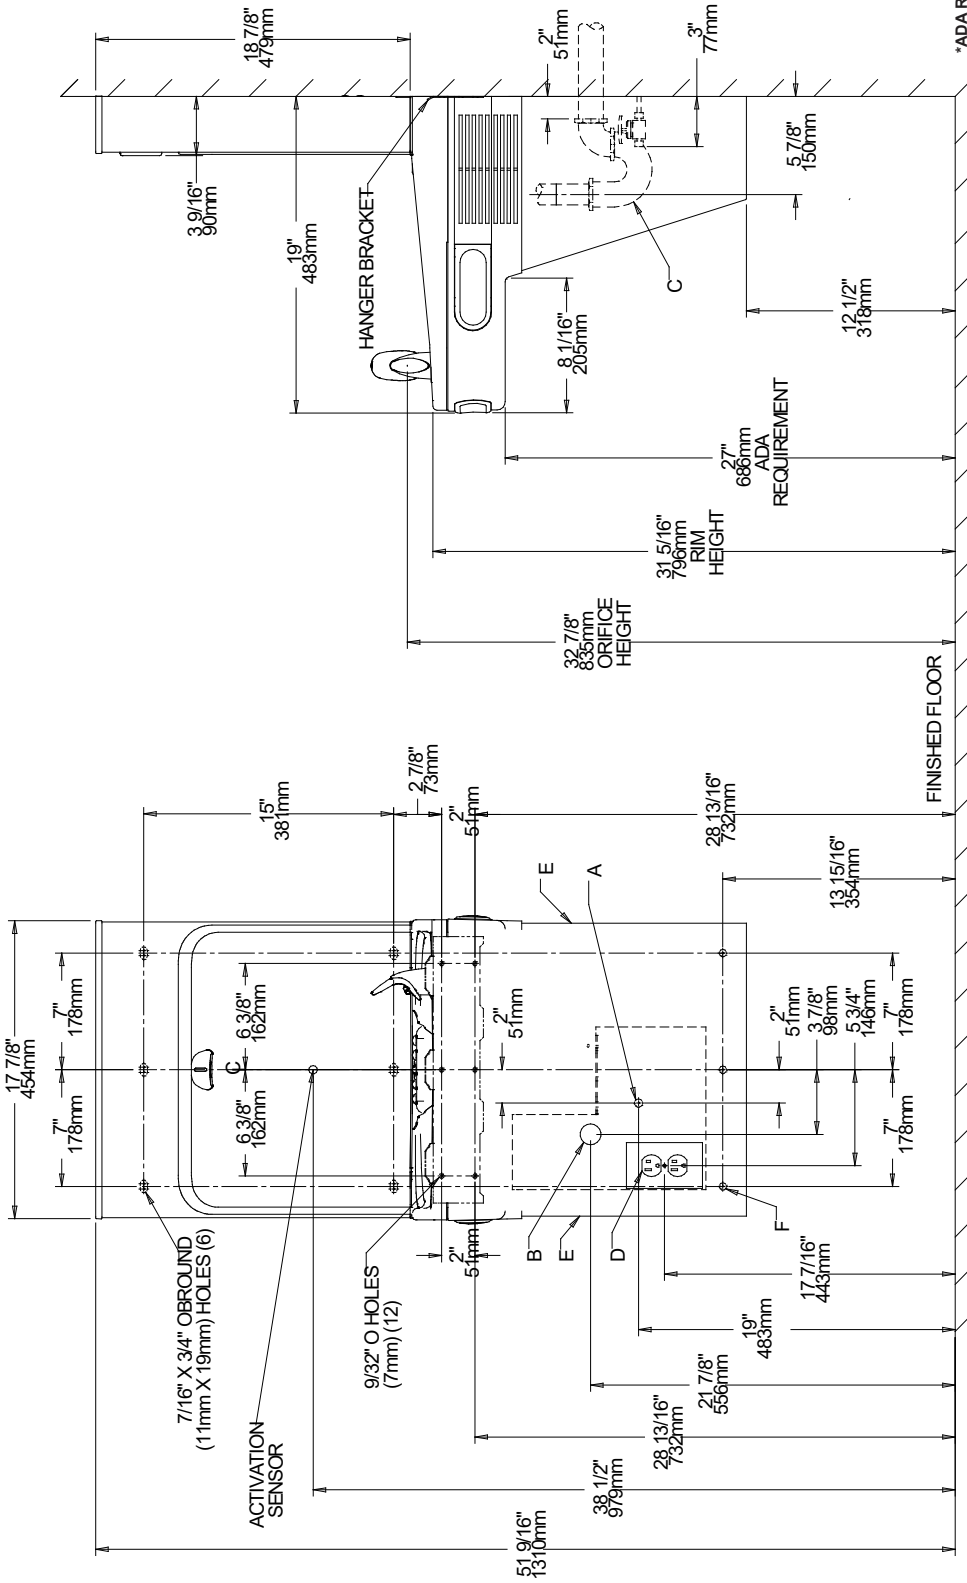 18 7/8"
479mm
2"
51mm
3"
77mm
*ADA R
3 9/16"
90mm
19"
483mm
HANGER BRACKET
5 7/8"
150mm
C
8 1/16"
205mm
12 1/2"
318mm
27"
686mm
ADA
REQUIREMENT
31 5/16"
796mm
RIM
HEIGHT
32 7/8"
835mm
ORIFICE
HEIGHT
FINISHED FLOOR
15"
381mm
2 7/8"
73mm
2"
51mm
28 13/16"
732mm
13 15/16"
354mm
17 7/8"
454mm
7"
178mm
7"
178mm
6 3/8"
162mm
C
6 3/8"
162mm
2"
51mm
E
A
2"
51mm
3 7/8"
98mm
5 3/4"
146mm
7"
178mm
7"
178mm
7/16" X 3/4" OBROUND
(11mm X 19mm) HOLES (6)
ACTIVATION
SENSOR
9/32" O HOLES
(7mm) (12)
2"
51mm
B
E
D
F
17 7/16"
443mm
19"
483mm
21 7/8"
556mm
28 13/16"
732mm
38 1/2"
979mm
51 9/16"
1310mm